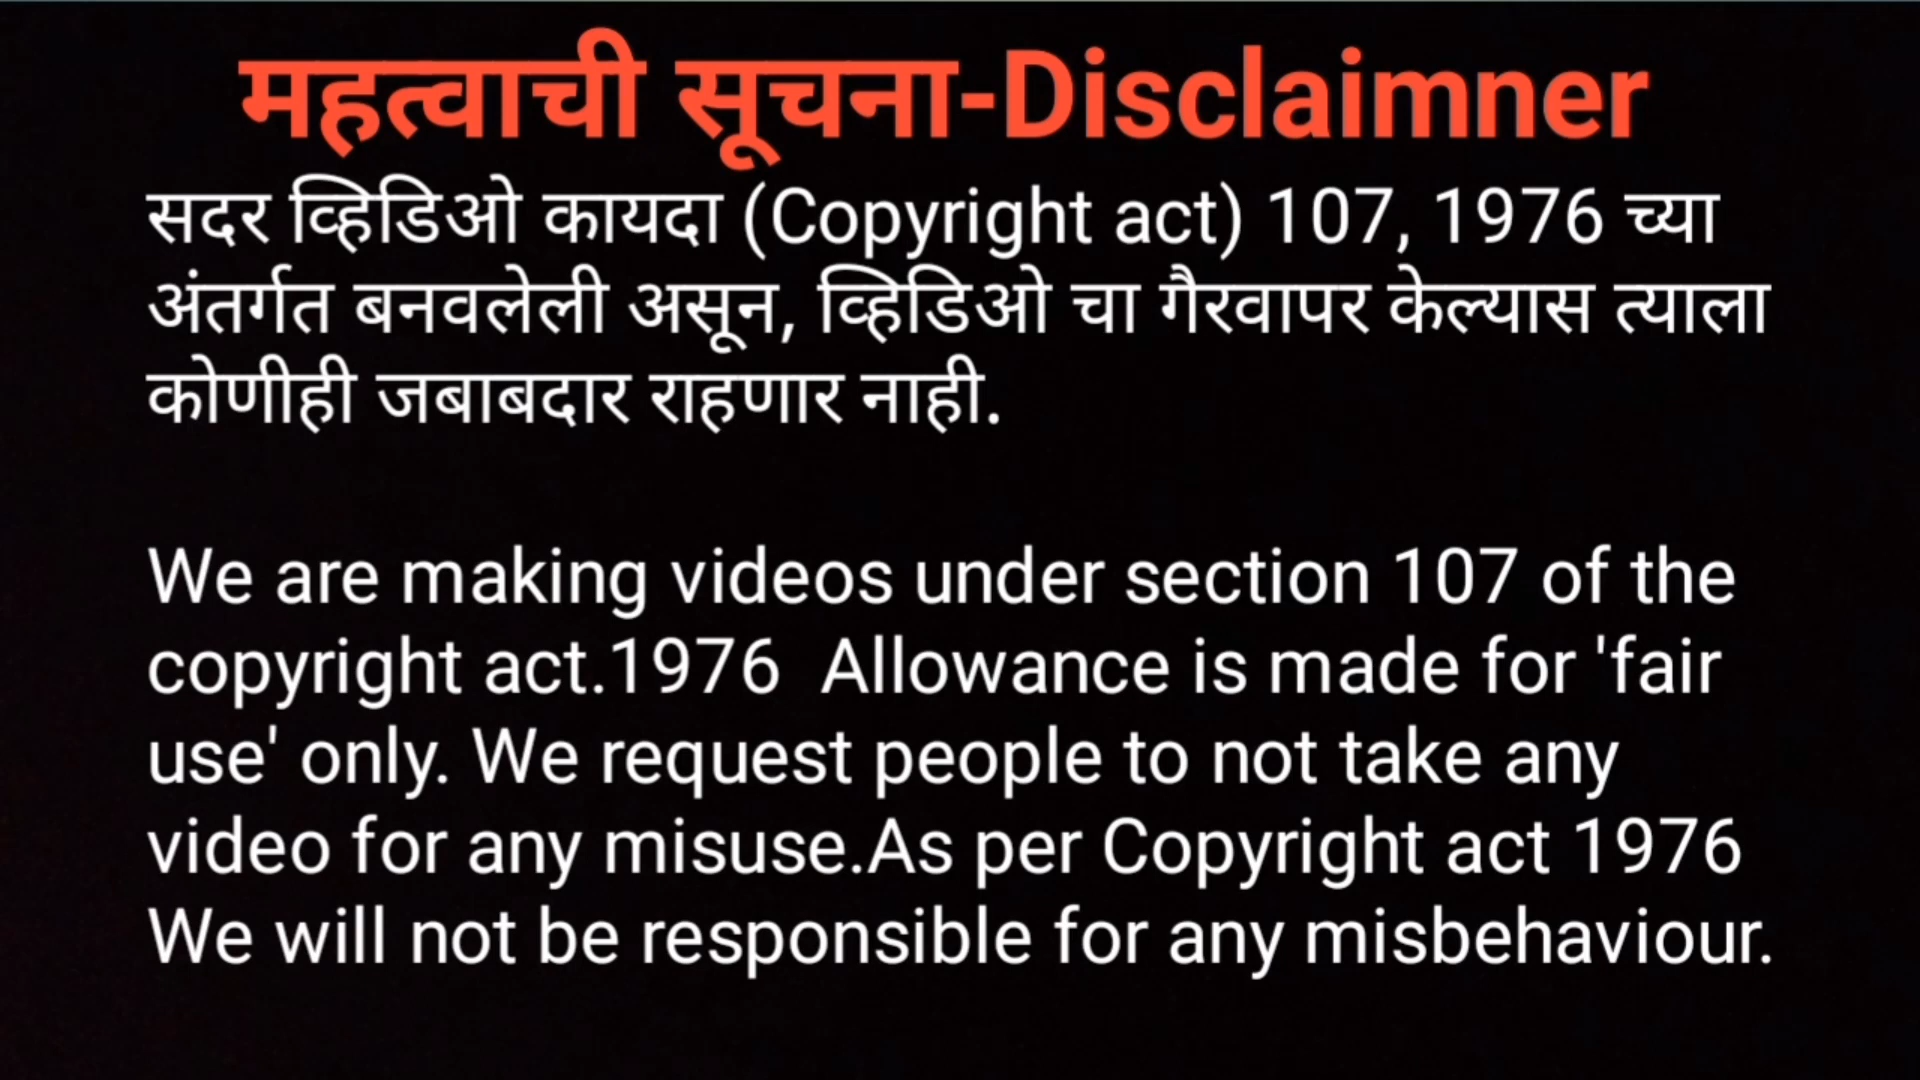 महत्वाची सूचना-Disclaimner
सदर व्हिडिओ कायदा (Copyright act) 107, 1976 च्या
अंतर्गत बनवलेली असून, व्हिडिओ चा गैरवापर केल्यास त्याला
कोणीही जबाबदार राहणार नाही.
We are making videos under section 107 of the
copyright act.1976  Allowance is made for 'fair
use' only. We request people to not take any
video for any misuse.As per Copyright act 1976
We will not be responsible for any misbehaviour.